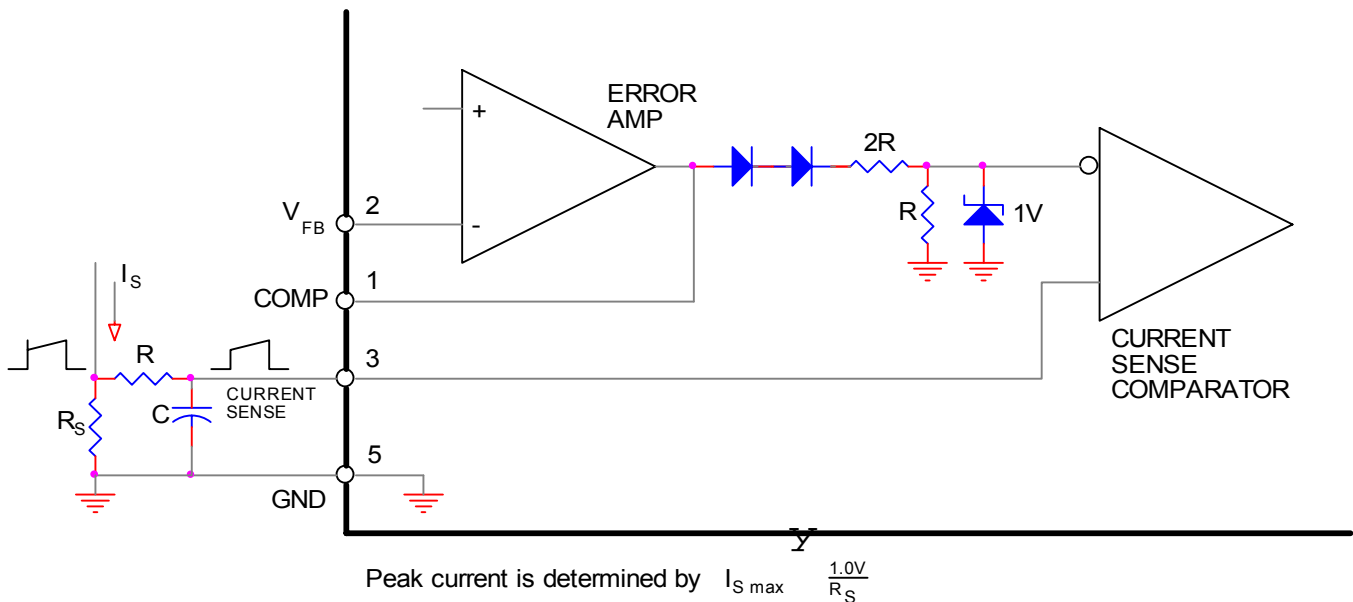 ERROR
AMP
+
-
2R
R
1V
V FB
2
COMP
1
I S
R
3
CURRENT
SENSE
C
R S
5
GND
CURRENT
SENSE
COMPARATOR
y
Peak current is determined by I S max 1.0V
R S